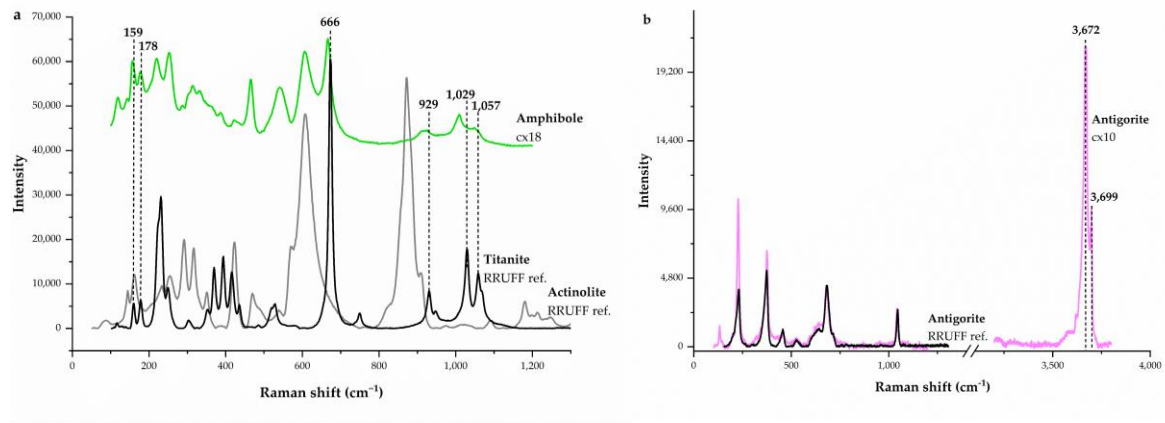 a
70,000
60,000
50,000
40,000
30,000
20,000
10,000
0
Intensity
0
200
400
600
800
1,000
1,200
Raman shift (cm⁻¹)
159
178
666
929
1,029
1,057
Amphibole
cx18
Titanite
RRUFF ref.
Actinolite
RRUFF ref.
b
19,200
14,400
9,600
4,800
0
Intensity
0
500
1,000
3,500
4,000
Raman shift (cm⁻¹)
3,672
Antigorite
cx10
3,699
Antigorite
RRUFF ref.